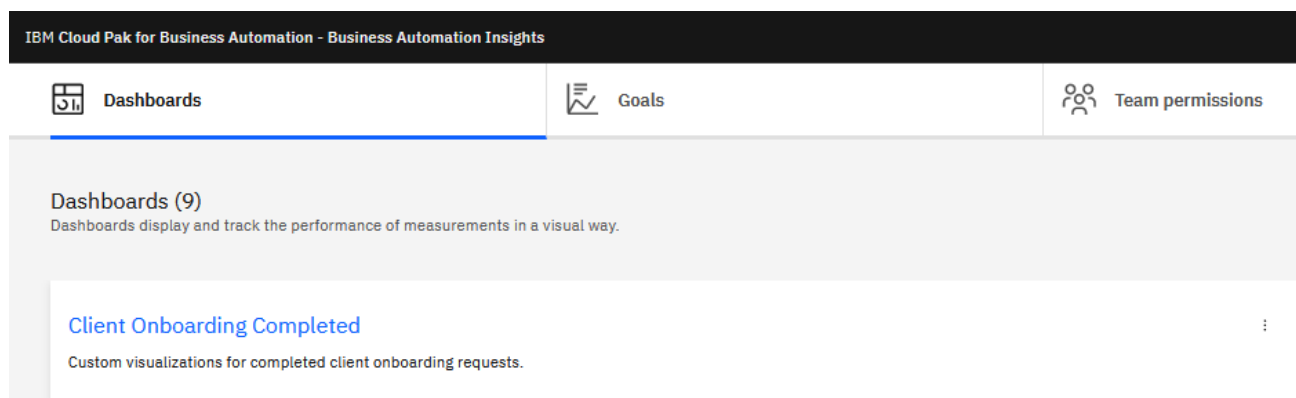 IBM Cloud Pak for Business Automation - Business Automation Insights
Dashboards
Goals
Team permissions
Dashboards (9)
Dashboards display and track the performance of measurements in a visual way.
Client Onboarding Completed
Custom visualizations for completed client onboarding requests.